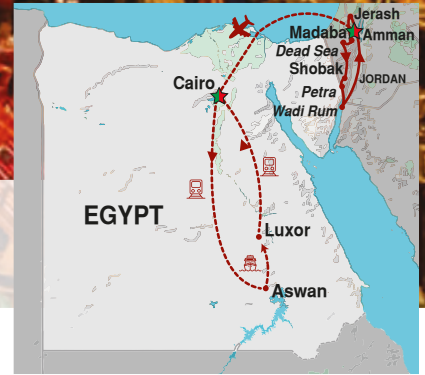 Jerash
Madaba
Amman
Dead Sea
Shobak
JORDAN
Petra
Wadi Rum
Cairo
EGYPT
Luxor
Aswan